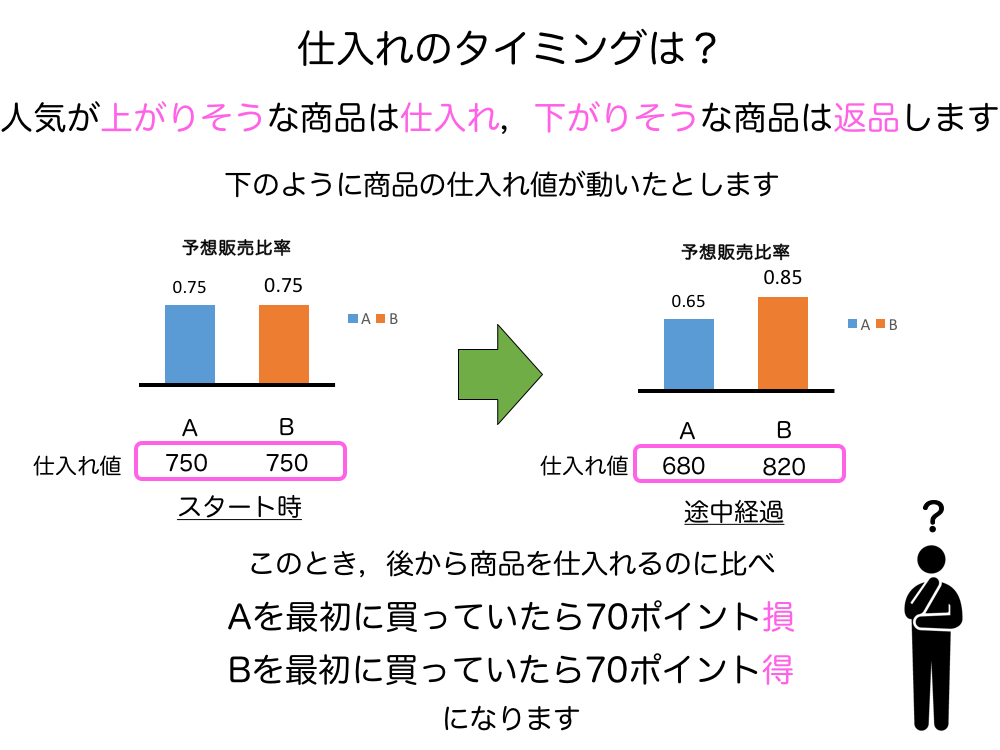 仕入れのタイミングは？
人気が上がりそうな商品は仕入れ，下がりそうな商品は返品します
下のように商品の仕入れ値が動いたとします
予想販売比率
0.75 0.75
A B
A B
仕入れ値 750 750
スタート時
予想販売比率
0.65 0.85
A B
A B
仕入れ値 680 820
途中経過
?
このとき，後から商品を仕入れるのに比べ
Aを最初に買っていたら70ポイント損
Bを最初に買っていたら70ポイント得
になります